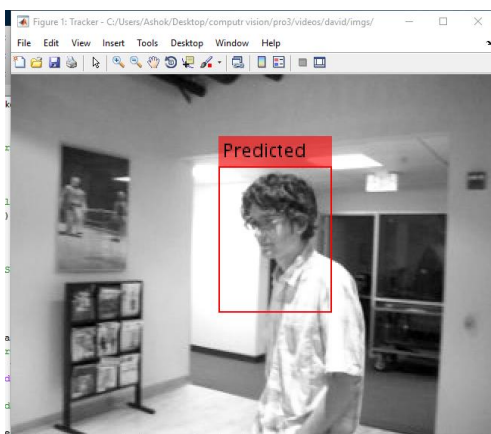 Figure 1: Tracker - C:/Users/Ashok/Desktop/computr vision/pro3/videos/david/imgs/
File Edit View Insert Tools Desktop Window Help
Predicted